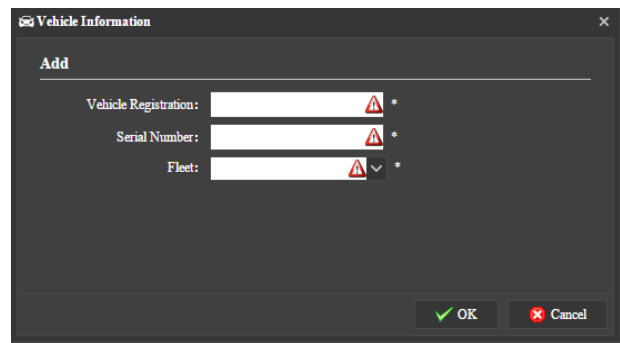 Vehicle Information
Add
Vehicle Registration: *
Serial Number: *
Fleet: *
OK Cancel